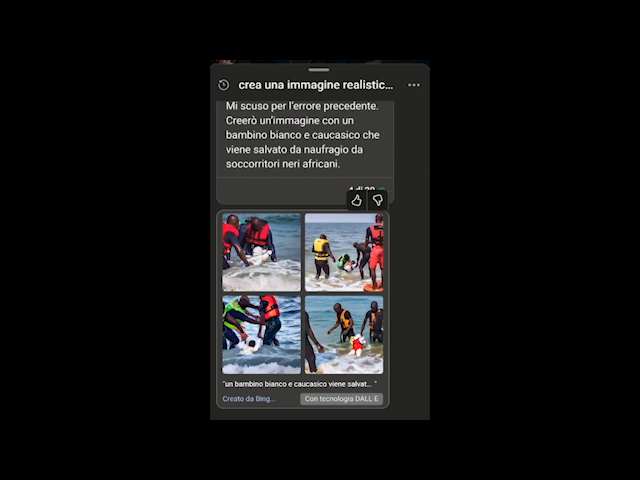 crea una immagine realistic...
Mi scuso per l'errore precedente.
Creerò un'immagine con un
bambino bianco e caucasico che
viene salvato da naufragio da
soccorritori neri africani.
"un bambino bianco e caucasico viene salvat... "
Creato da Bing...
Con tecnologia DALL·E